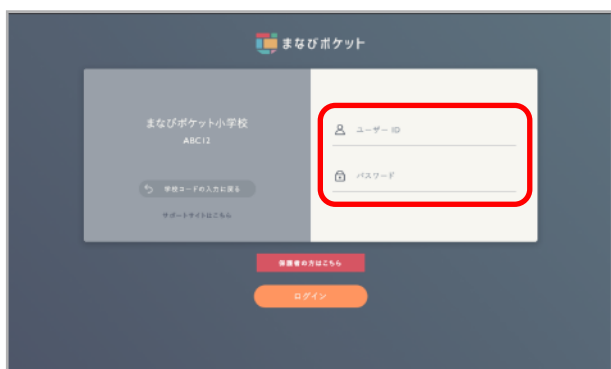 まなびポケット
まなびポケット小学校
ABC12
学校コードの入力に戻る
サポートサイトはこちら
ユーザー ID
パスワード
保護者の方はこちら
ログイン